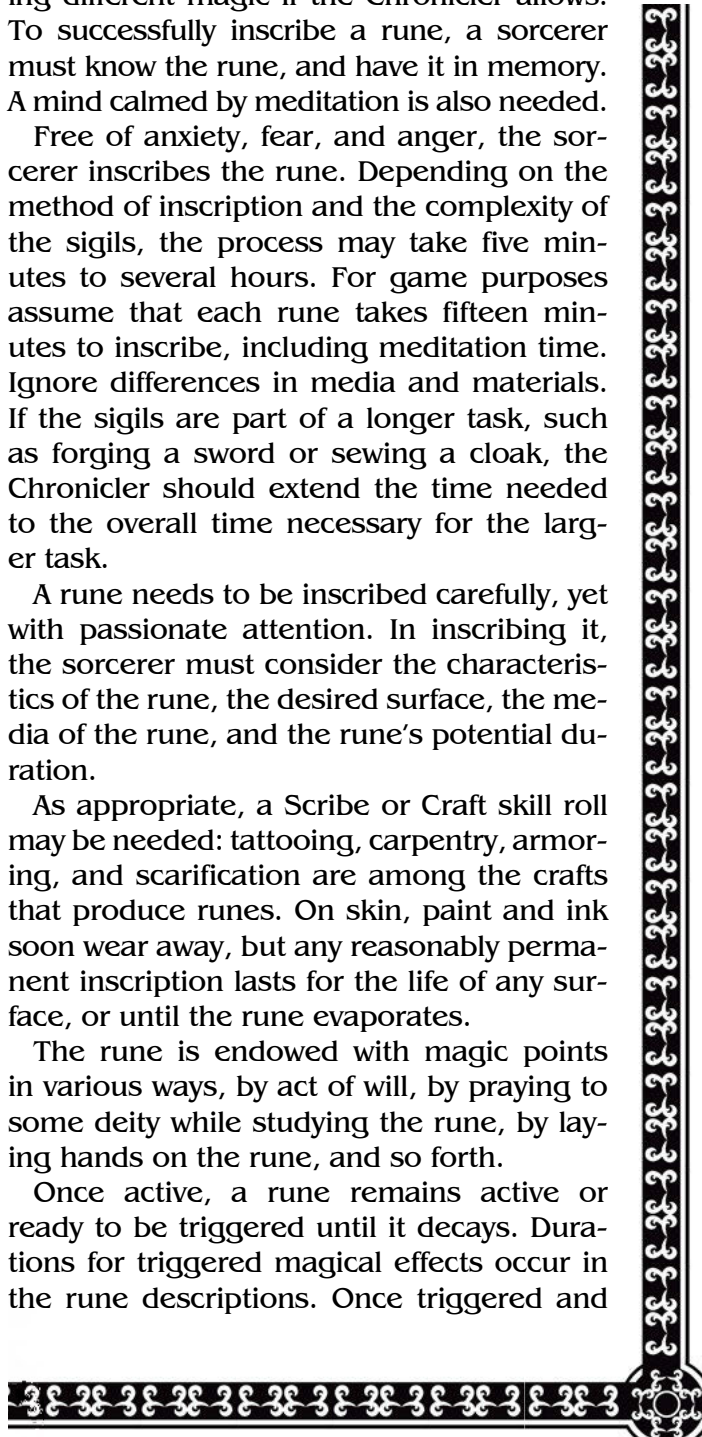 ing different magic if the Chronicler allows.
To successfully inscribe a rune, a sorcerer
must know the rune, and have it in memory.
A mind calmed by meditation is also needed.
Free of anxiety, fear, and anger, the sor-
cerer inscribes the rune. Depending on the
method of inscription and the complexity of
the sigils, the process may take five min-
utes to several hours. For game purposes
assume that each rune takes fifteen min-
utes to inscribe, including meditation time.
Ignore differences in media and materials.
If the sigils are part of a longer task, such
as forging a sword or sewing a cloak, the
Chronicler should extend the time needed
to the overall time necessary for the larg-
er task.
A rune needs to be inscribed carefully, yet
with passionate attention. In inscribing it,
the sorcerer must consider the characteris-
tics of the rune, the desired surface, the me-
dia of the rune, and the rune's potential du-
ration.
As appropriate, a Scribe or Craft skill roll
may be needed: tattooing, carpentry, armor-
ing, and scarification are among the crafts
that produce runes. On skin, paint and ink
soon wear away, but any reasonably perma-
nent inscription lasts for the life of any sur-
face, or until the rune evaporates.
The rune is endowed with magic points
in various ways, by act of will, by praying to
some deity while studying the rune, by lay-
ing hands on the rune, and so forth.
Once active, a rune remains active or
ready to be triggered until it decays. Dura-
tions for triggered magical effects occur in
the rune descriptions. Once triggered and